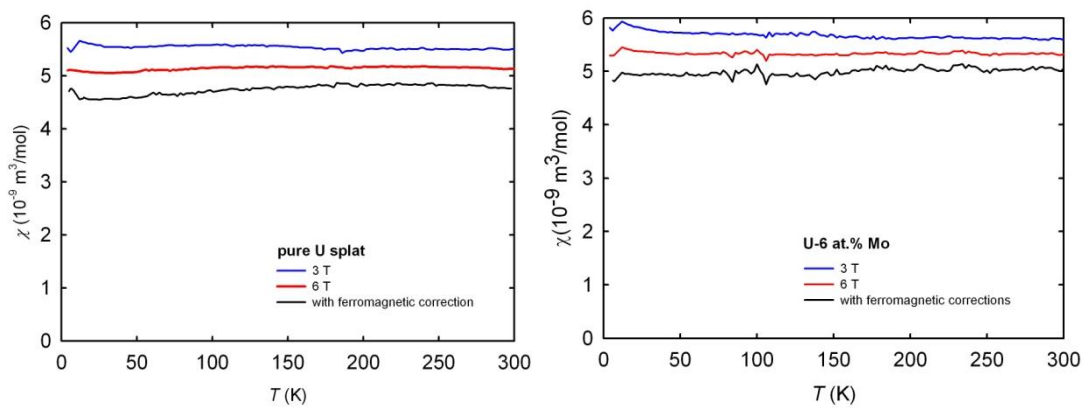 6
5
4
3
2
1
0
χ (10⁻⁹ m³/mol)
pure U splat
3 T
6 T
with ferromagnetic correction
0 50 100 150 200 250 300
T (K)
6
5
4
3
2
1
0
χ(10⁻⁹ m³/mol)
U-6 at.% Mo
3 T
6 T
with ferromagnetic corrections
0 50 100 150 200 250 300
T (K)